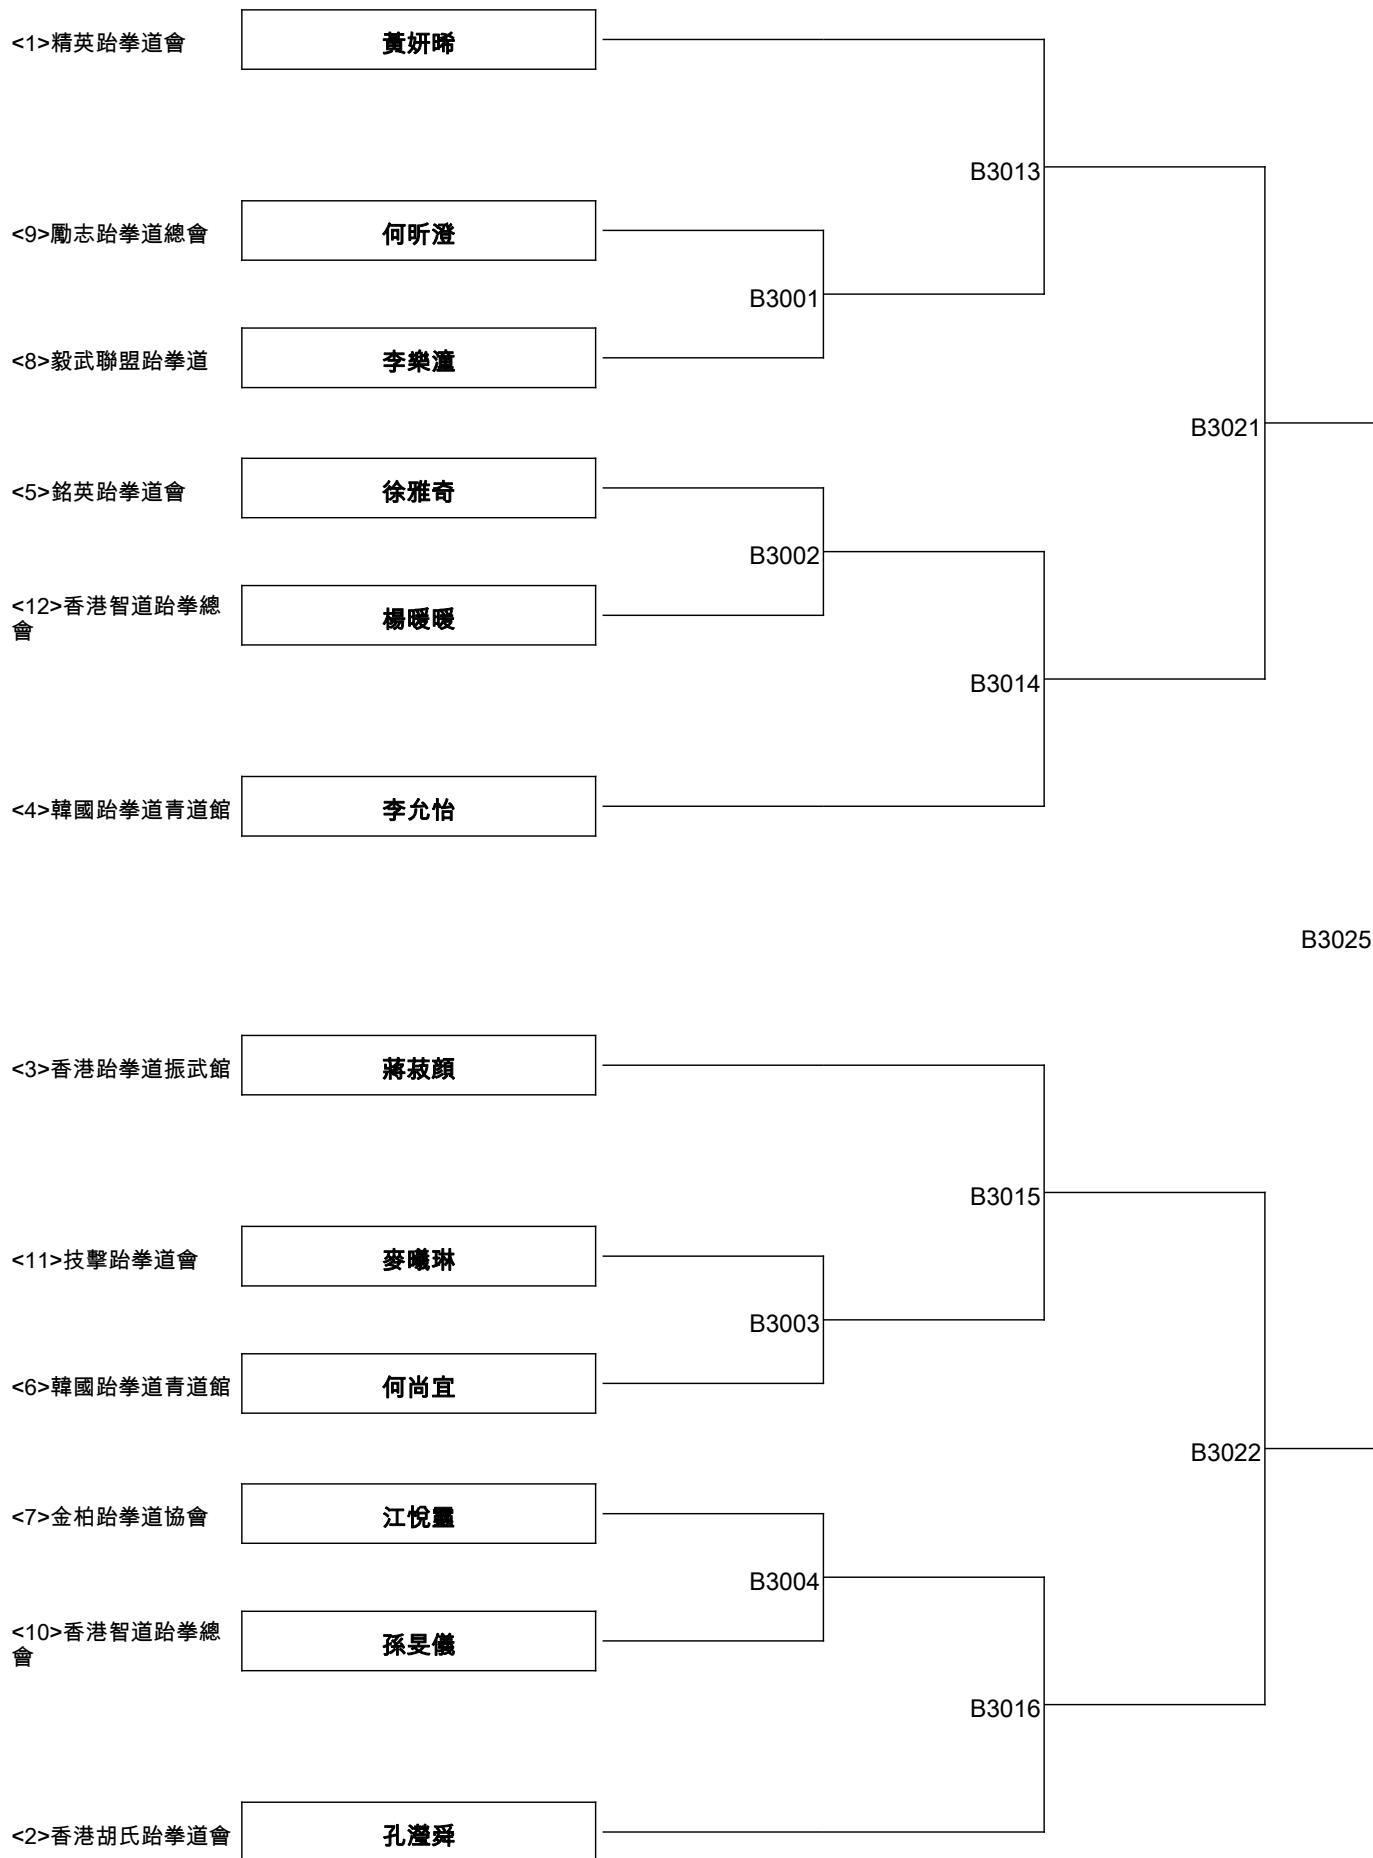 <1>精英跆拳道會
黃妍晞
B3013
<9>勵志跆拳道總會
何昕澄
B3001
<8>毅武聯盟跆拳道
李樂潼
B3021
<5>銘英跆拳道會
徐雅奇
B3002
<12>香港智道跆拳總
會
楊暖暖
B3014
<4>韓國跆拳道青道館
李允怡
B3025
<3>香港跆拳道振武館
蔣菽顏
B3015
<11>技擊跆拳道會
麥曦琳
B3003
<6>韓國跆拳道青道館
何尚宜
B3022
<7>金柏跆拳道協會
江悅靈
B3004
<10>香港智道跆拳總
會
孫旻儀
B3016
<2>香港胡氏跆拳道會
孔瀅舜